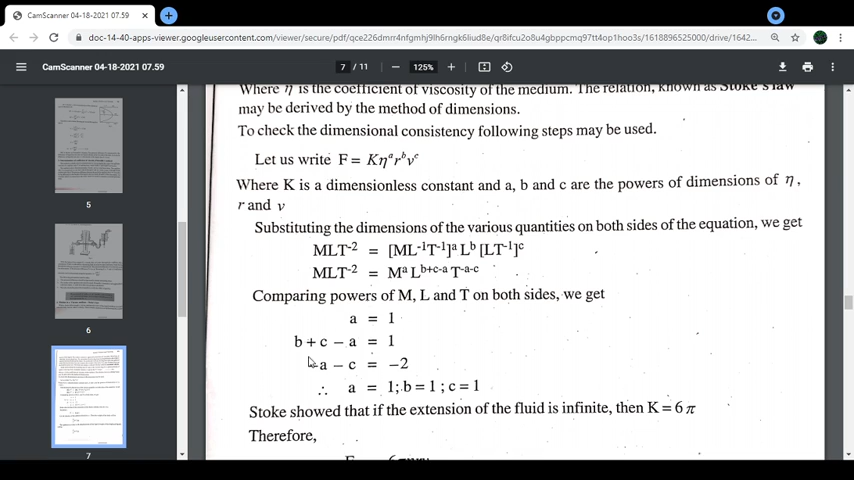 CamScanner 04-18-2021 07.59
doc-14-40-apps-viewer.googleusercontent.com/viewer/secure/pdf/qce226dmrr4nfgmhj9lh6rngk6liud8e/qr8ifcu2o8u4gbppcmq97tt4op1hoo3s/1618896525000/drive/1642...
CamScanner 04-18-2021 07.59
7 / 11
125%
5
6
7
Where η is the coefficient of viscosity of the medium. The relation, known as Stoke's law
may be derived by the method of dimensions.
To check the dimensional consistency following steps may be used.
Let us write F = Kη^a r^b v^c
Where K is a dimensionless constant and a, b and c are the powers of dimensions of η,
r and v
Substituting the dimensions of the various quantities on both sides of the equation, we get
MLT^-2 = [ML^-1T^-1]^a L^b [LT^-1]^c
MLT^-2 = M^a L^b+c-a T^-a-c
Comparing powers of M, L and T on both sides, we get
a = 1
b + c – a = 1
–a – c = –2
∴ a = 1; b = 1 ; c = 1
Stoke showed that if the extension of the fluid is infinite, then K = 6π
Therefore,